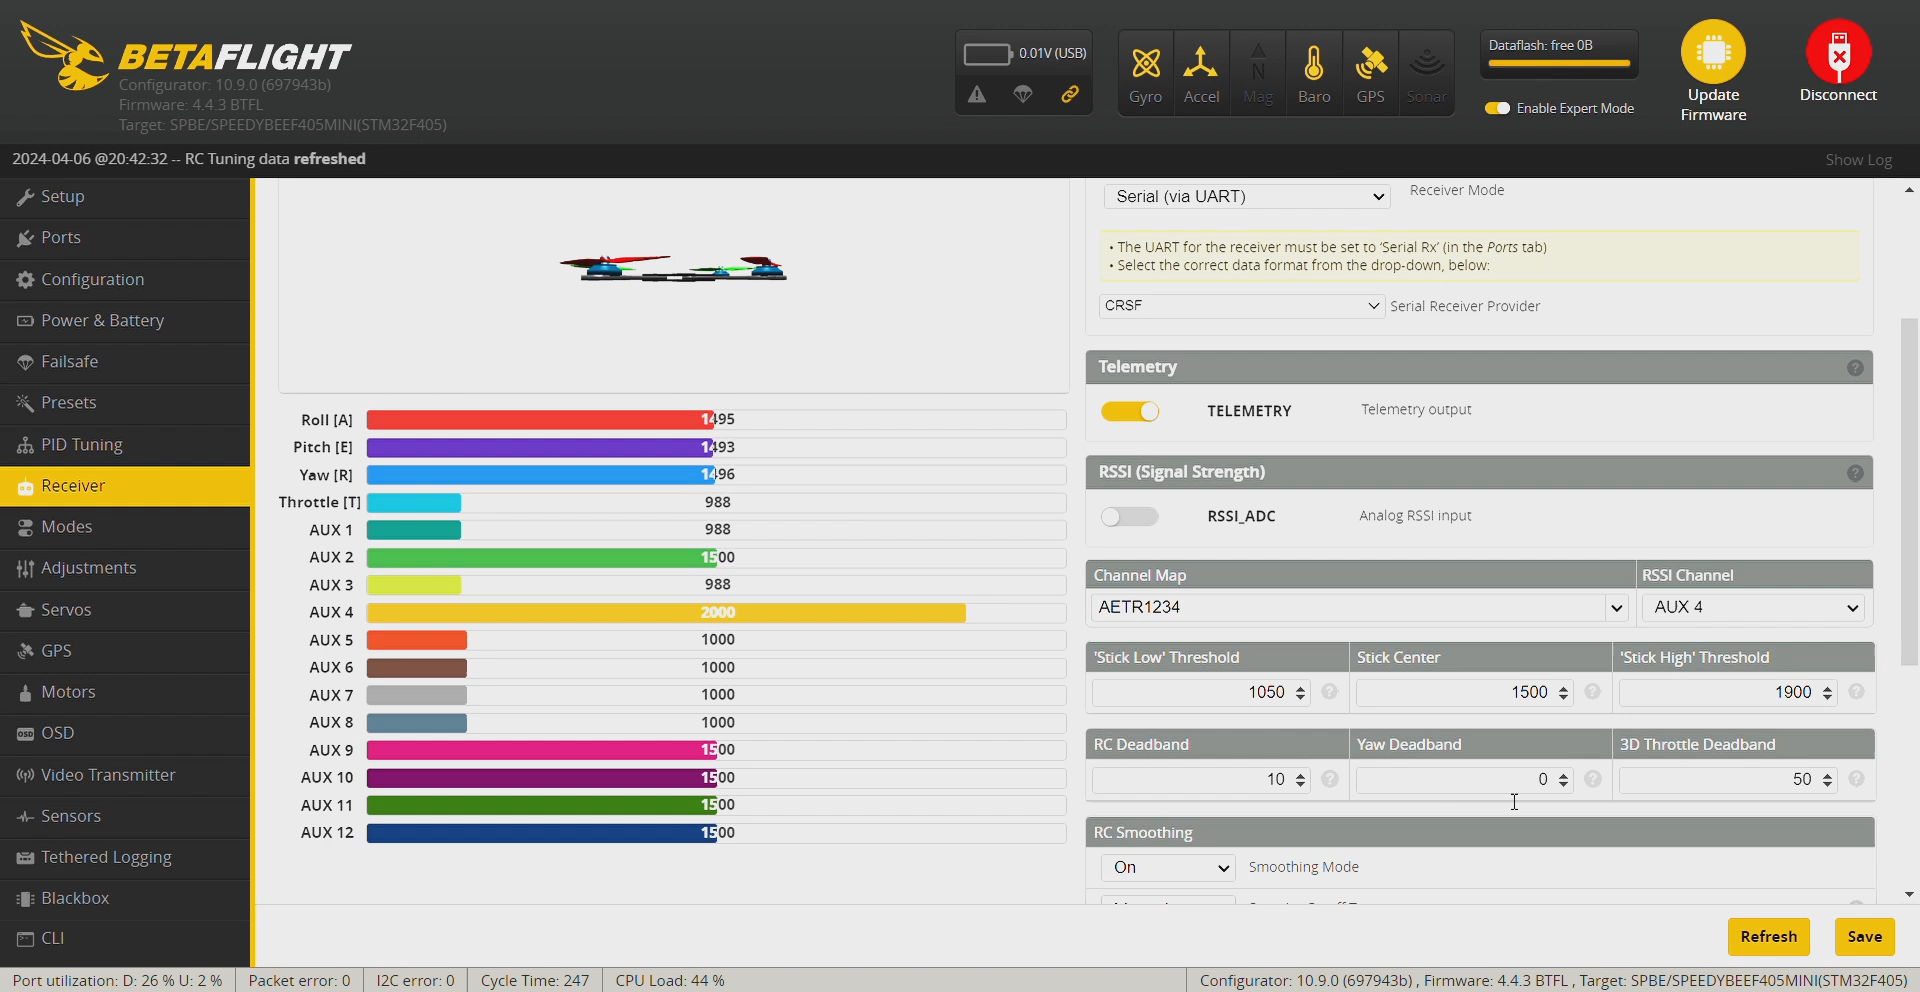 BETAFLIGHT
Configurator: 10.9.0 (697943b)
Firmware: 4.4.3 BTFL
Target: SPBE/SPEEDYBEEF405MINI(STM32F405)
0.01V (USB)
Gyro
Accel
Mag
Baro
GPS
Sonar
Dataflash: free 0B
Enable Expert Mode
Update
Firmware
Disconnect
2024-04-06 @20:42:32 -- RC Tuning data refreshed
Show Log
Setup
Ports
Configuration
Power & Battery
Failsafe
Presets
PID Tuning
Receiver
Modes
Adjustments
Servos
GPS
Motors
OSD
Video Transmitter
Sensors
Tethered Logging
Blackbox
CLI
Roll [A] 1495
Pitch [E] 1493
Yaw [R] 1496
Throttle [T] 988
AUX 1 988
AUX 2 1500
AUX 3 988
AUX 4 2000
AUX 5 1000
AUX 6 1000
AUX 7 1000
AUX 8 1000
AUX 9 1500
AUX 10 1500
AUX 11 1500
AUX 12 1500
Serial (via UART) Receiver Mode
• The UART for the receiver must be set to 'Serial Rx' (in the Ports tab)
• Select the correct data format from the drop-down, below:
CRSF Serial Receiver Provider
Telemetry
TELEMETRY Telemetry output
RSSI (Signal Strength)
RSSI_ADC Analog RSSI input
Channel Map RSSI Channel
AETR1234 AUX 4
'Stick Low' Threshold Stick Center 'Stick High' Threshold
1050 1500 1900
RC Deadband Yaw Deadband 3D Throttle Deadband
10 0 50
RC Smoothing
On Smoothing Mode
Refresh Save
Port utilization: D: 26 % U: 2 % Packet error: 0 I2C error: 0 Cycle Time: 247 CPU Load: 44 % Configurator: 10.9.0 (697943b) , Firmware: 4.4.3 BTFL , Target: SPBE/SPEEDYBEEF405MINI(STM32F405)